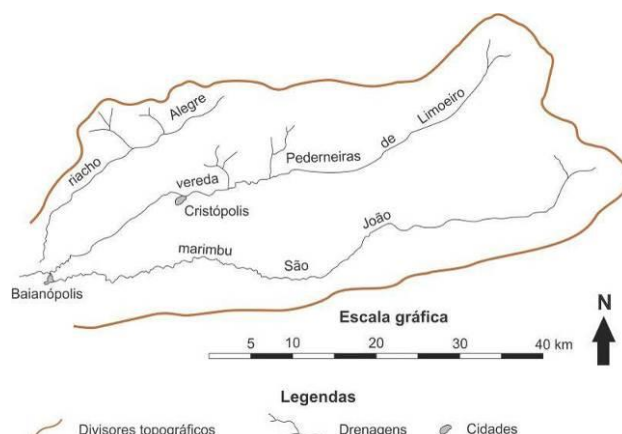 Alegre
riacho
Limoeiro
de
Pederneiras
vereda
Cristópolis
João
marimbu
São
Baianópolis
N
Escala gráfica
5 10 20 30 40 km
Legendas
Divisores topográficos Drenagens Cidades